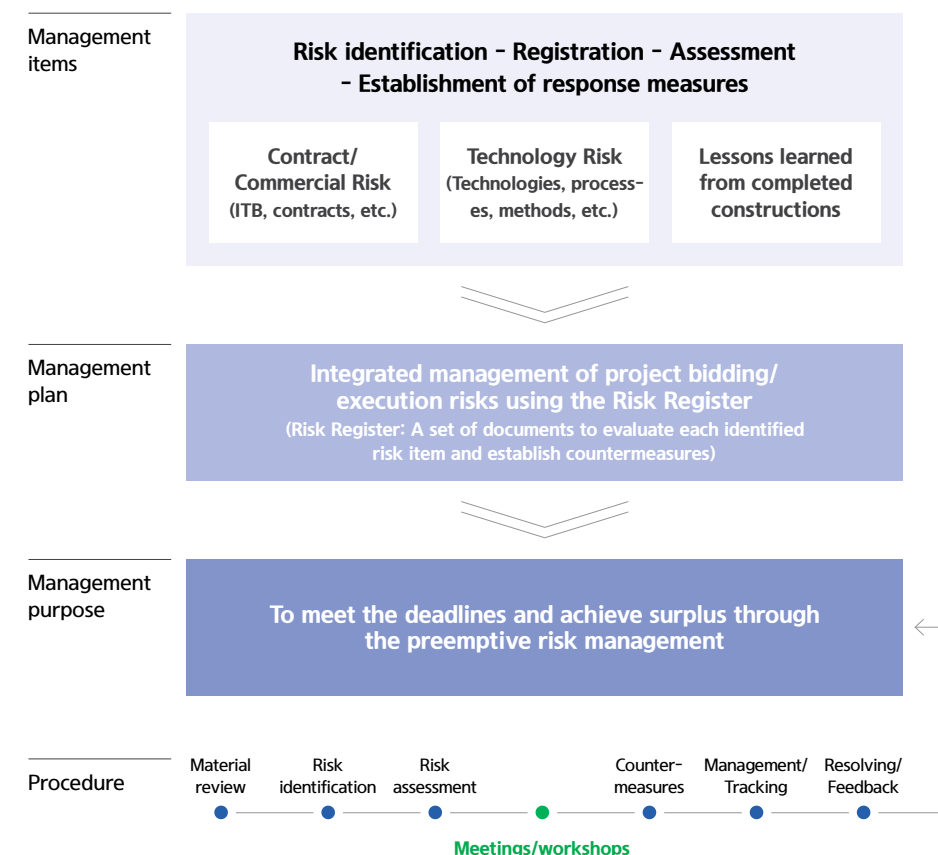 Management
items
Risk identification - Registration - Assessment
- Establishment of response measures
Contract/
Commercial Risk
(ITB, contracts, etc.)
Technology Risk
(Technologies, process-
es, methods, etc.)
Lessons learned
from completed
constructions
Management
plan
Integrated management of project bidding/
execution risks using the Risk Register
(Risk Register: A set of documents to evaluate each identified
risk item and establish countermeasures)
Management
purpose
To meet the deadlines and achieve surplus through
the preemptive risk management
Procedure
Material
review
Risk
identification
Risk
assessment
Meetings/workshops
Counter-
measures
Management/
Tracking
Resolving/
Feedback